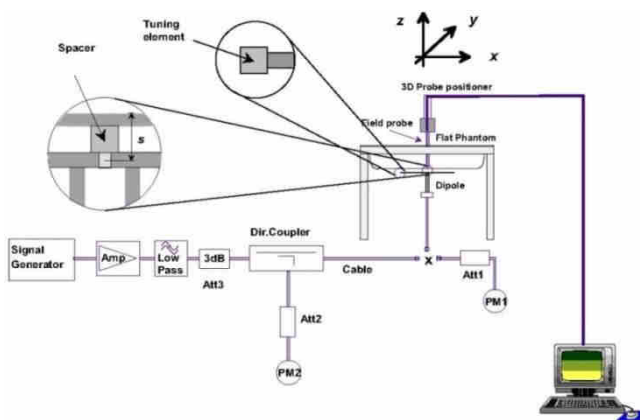 Tuning
element
Spacer
s
z
y
x
3D Probe positioner
Field probe
Flat Phantom
Dipole
Signal
Generator
Amp
Low
Pass
3dB
Att3
Dir.Coupler
Cable
x
Att1
PM1
Att2
PM2